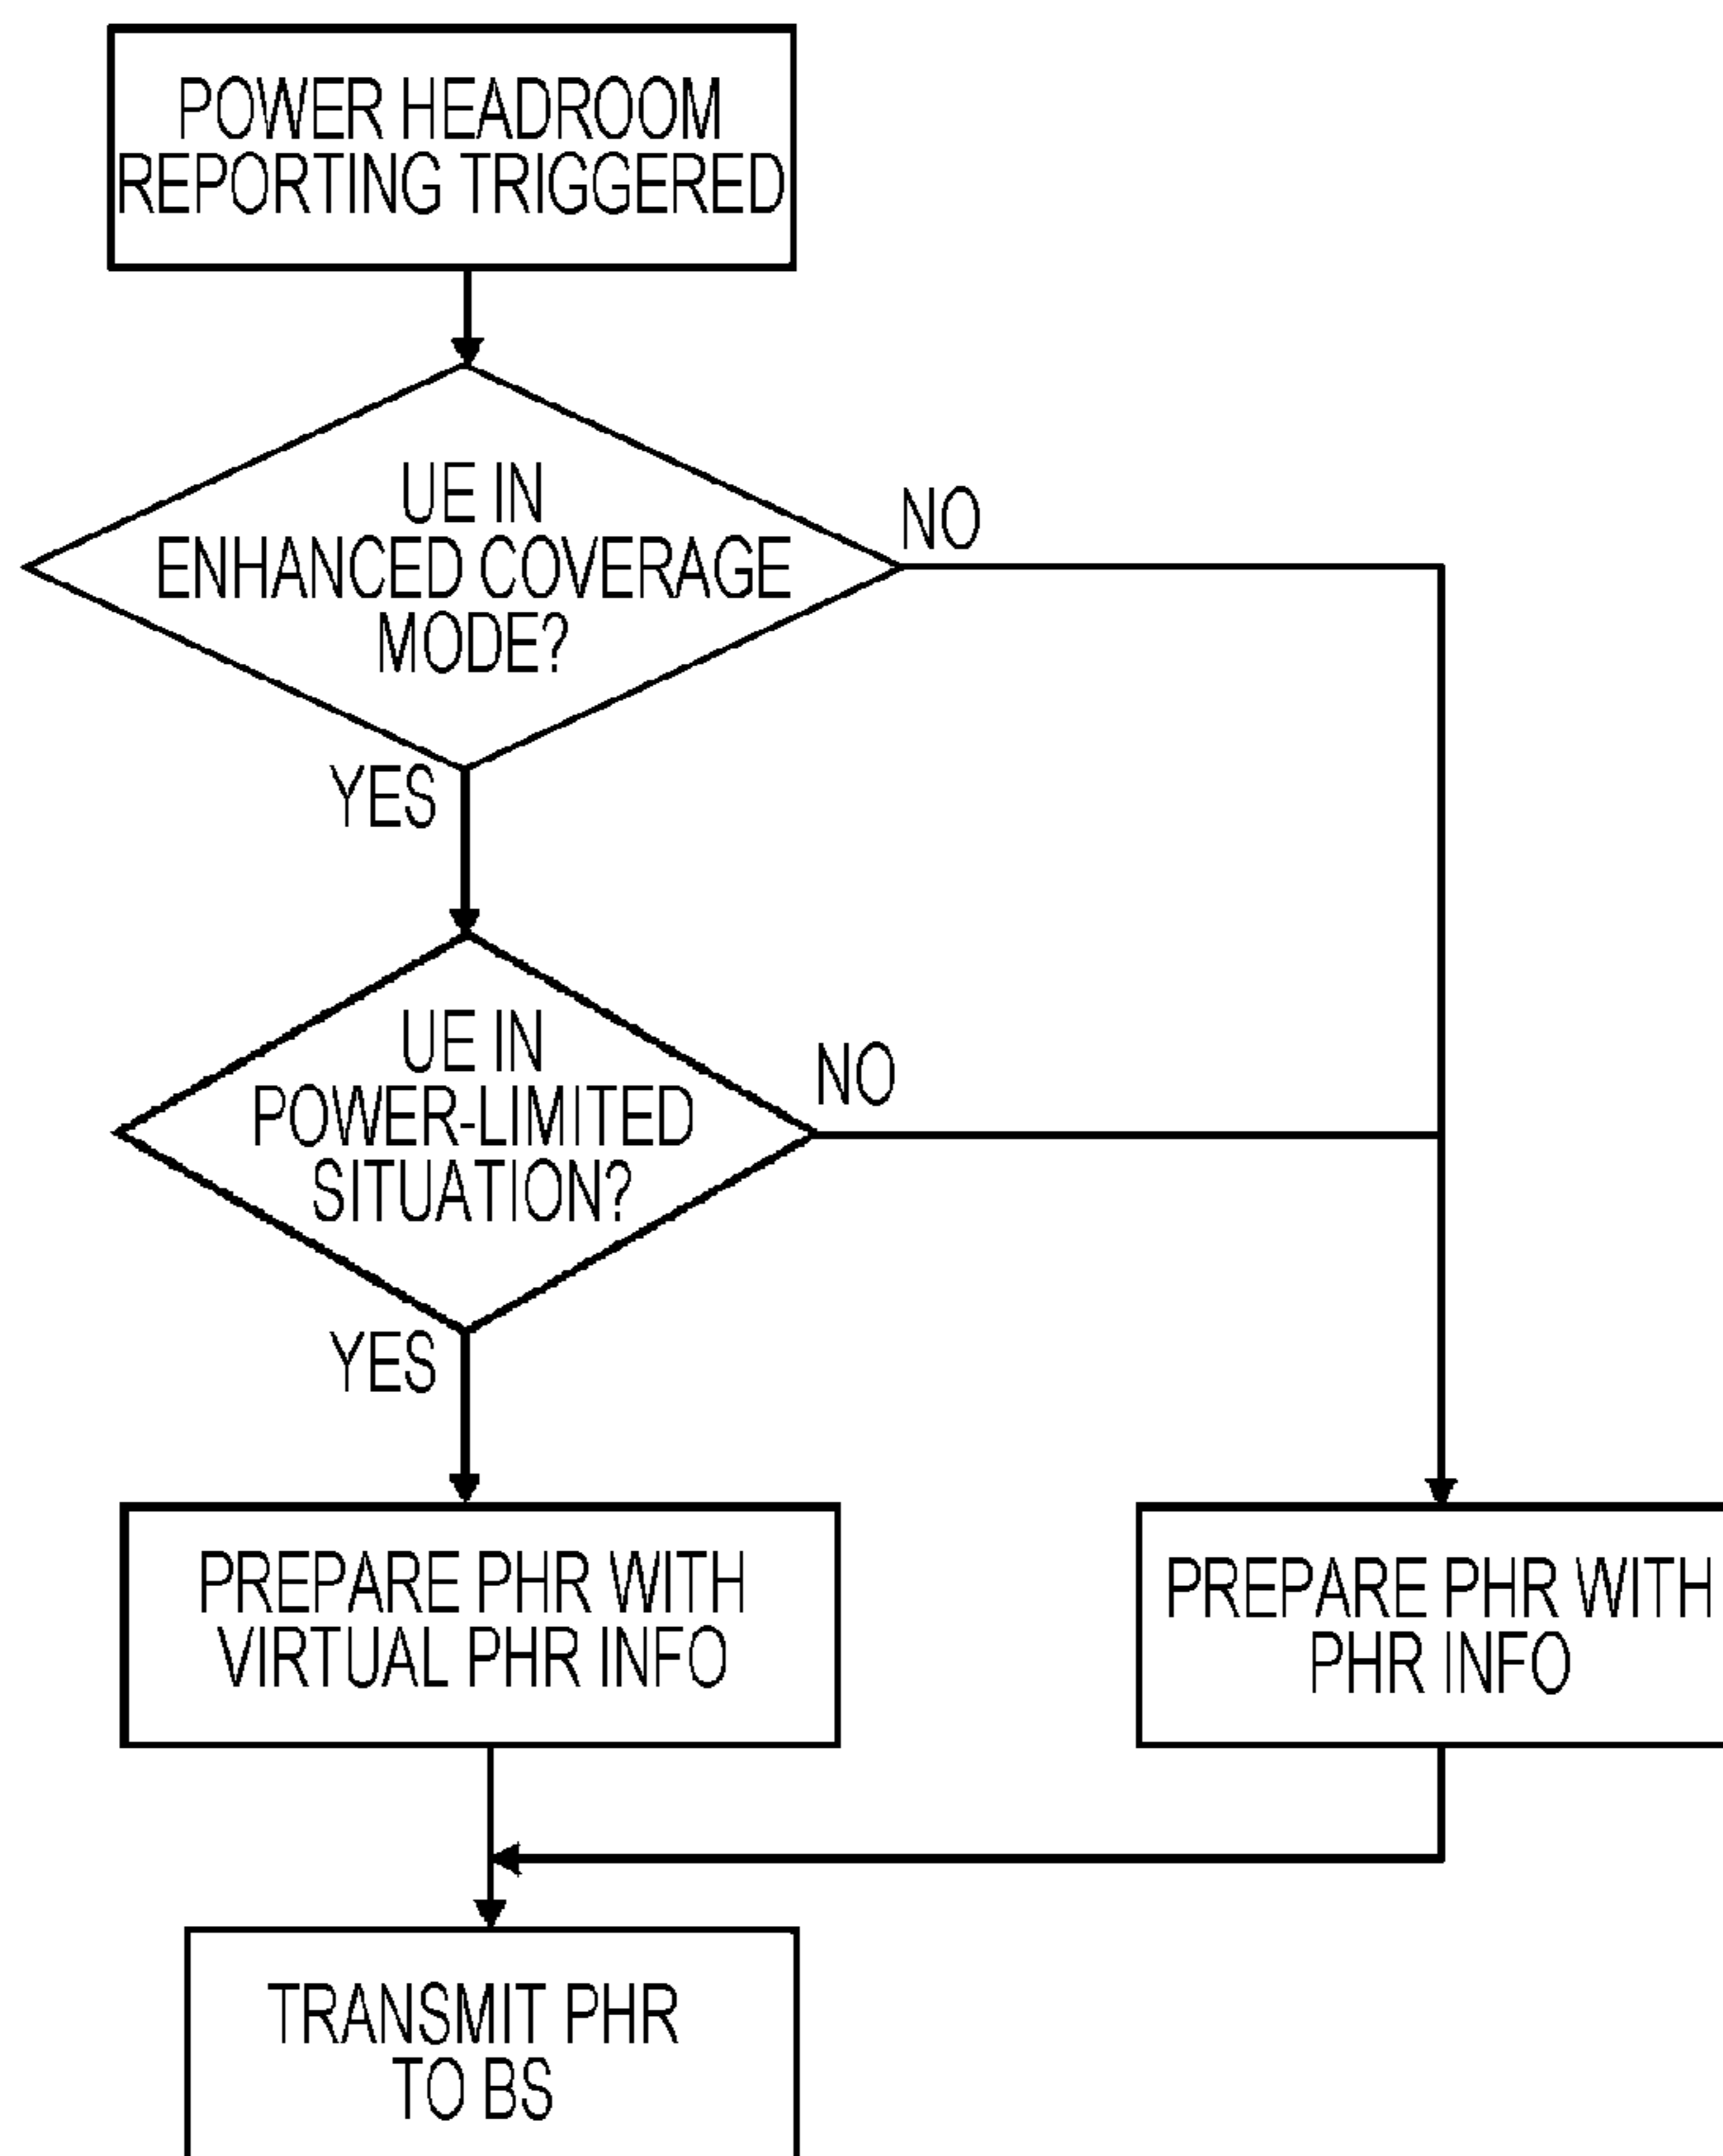 POWER HEADROOM
REPORTING TRIGGERED
UE IN
ENHANCED COVERAGE
MODE?
NO
YES
UE IN
POWER-LIMITED
SITUATION?
NO
YES
PREPARE PHR WITH
VIRTUAL PHR INFO
PREPARE PHR WITH
PHR INFO
TRANSMIT PHR
TO BS